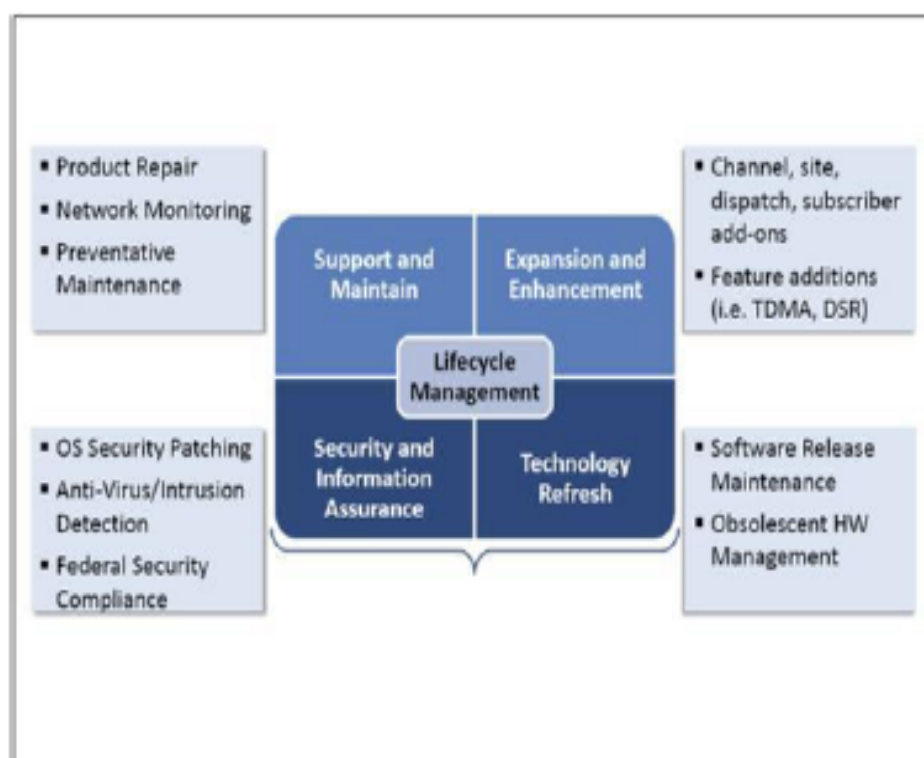 ▪ Product Repair
▪ Network Monitoring
▪ Preventative
Maintenance
Support and
Maintain
Expansion and
Enhancement
▪ Channel, site,
dispatch, subscriber
add-ons
▪ Feature additions
(i.e. TDMA, DSR)
Lifecycle
Management
▪ OS Security Patching
▪ Anti-Virus/Intrusion
Detection
▪ Federal Security
Compliance
Security and
Information
Assurance
Technology
Refresh
▪ Software Release
Maintenance
▪ Obsolescent HW
Management